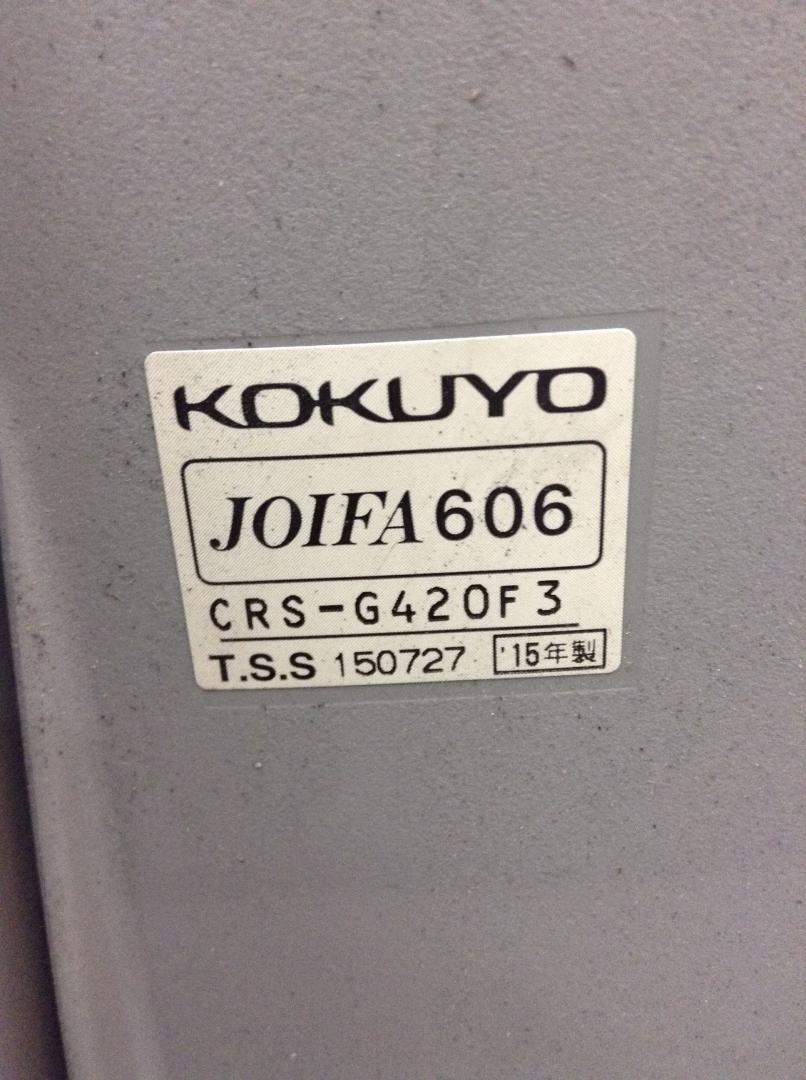 KOKUYO
JOIFA 606
CRS-G420F3
T.S.S 150727 '15年製